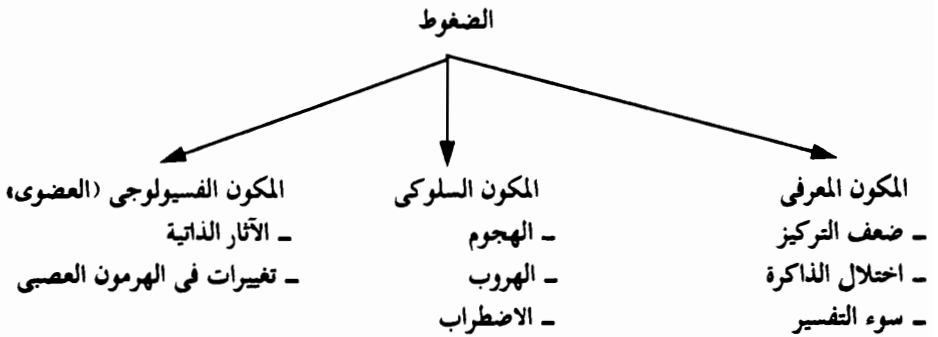 الضغوط
المكون المعرفى
ـ ضعف التركيز
ـ اختلال الذاكرة
ـ سوء التفسير
المكون السلوكى
ـ الهجوم
ـ الهروب
ـ الاضطراب
المكون الفسيولوجى (العضوى،
ـ الآثار الذاتية
ـ تغييرات فى الهرمون العصبى